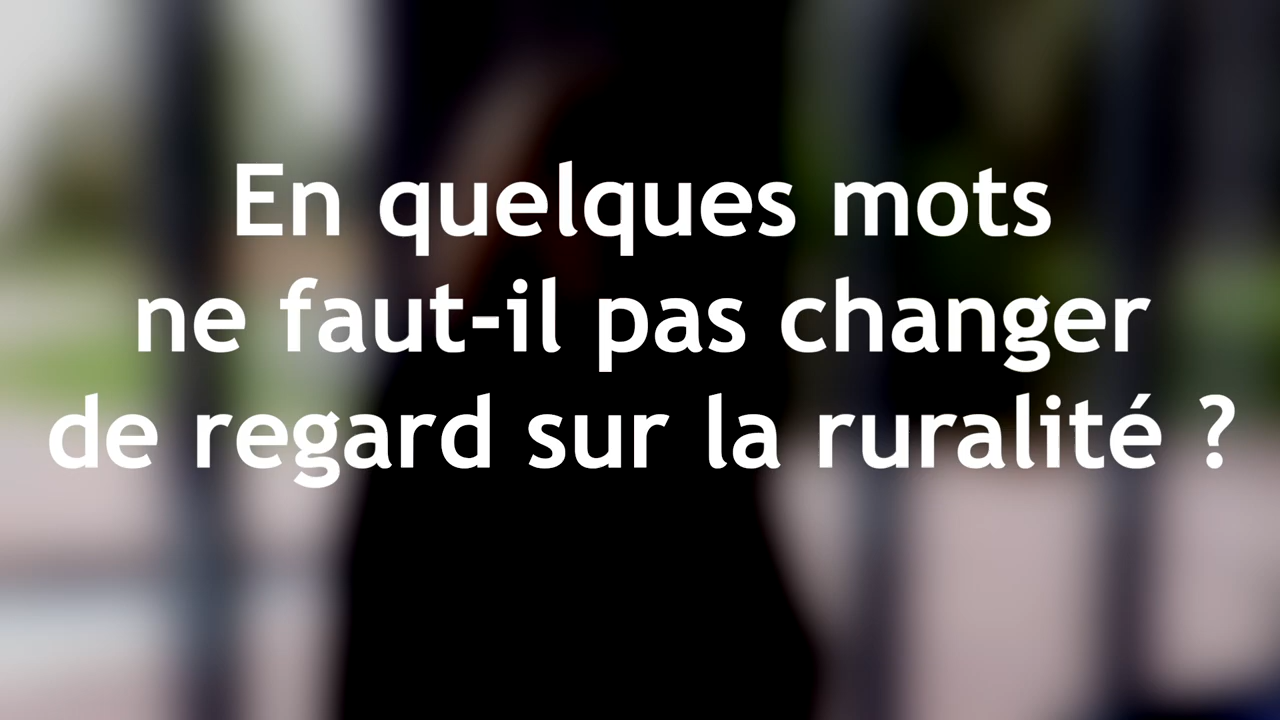 En quelques mots
ne faut-il pas changer
de regard sur la ruralité ?